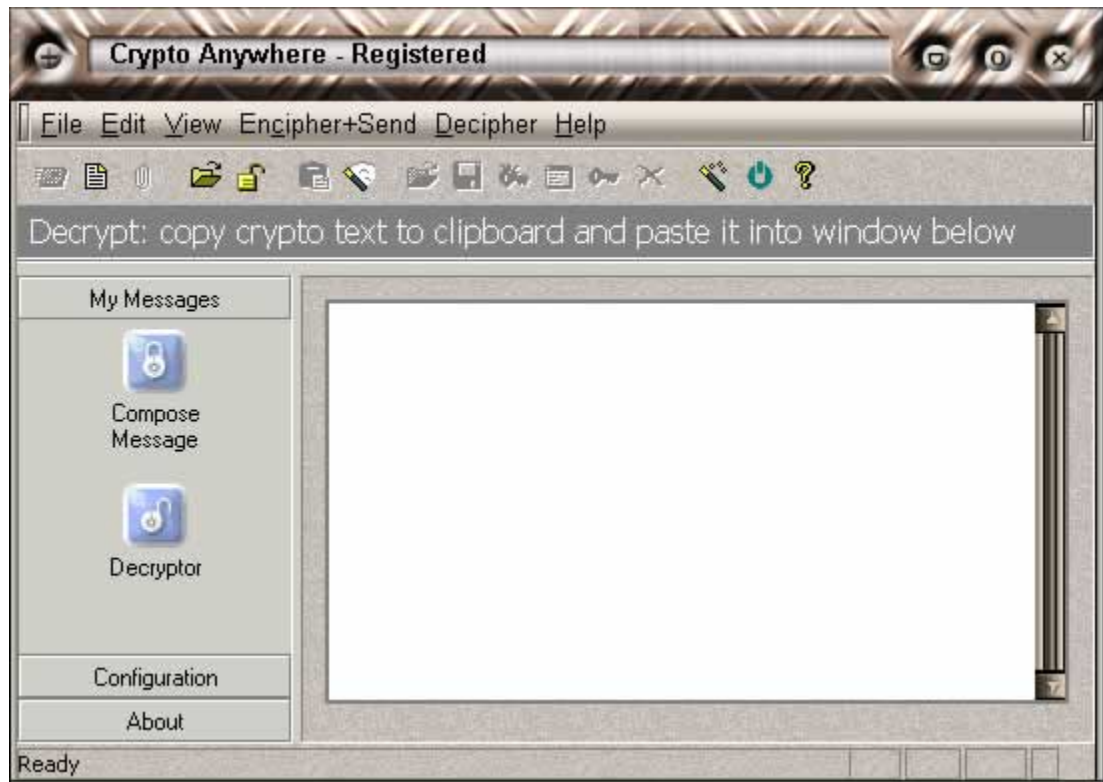 Crypto Anywhere - Registered
File Edit View Encipher+Send Decipher Help
Decrypt: copy crypto text to clipboard and paste it into window below
My Messages
Compose
Message
Decryptor
Configuration
About
Ready